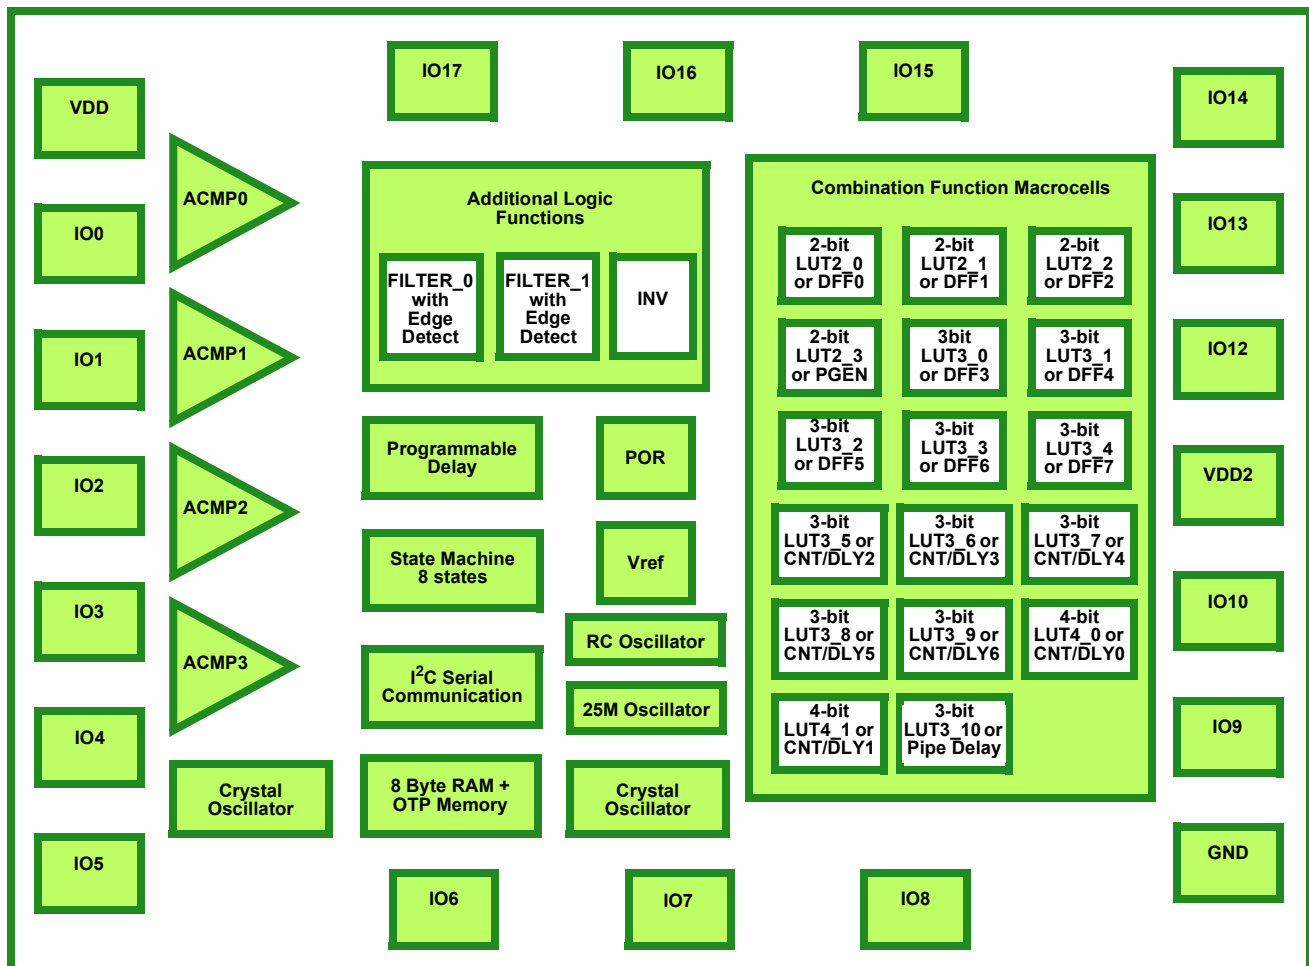 IO17
IO16
IO15
IO14
VDD
ACMP0
IO0
IO13
Additional Logic
Functions
FILTER_0
with
Edge
Detect
FILTER_1
with
Edge
Detect
INV
Combination Function Macrocells
2-bit
LUT2_0
or DFF0
2-bit
LUT2_1
or DFF1
2-bit
LUT2_2
or DFF2
2-bit
LUT2_3
or PGEN
3bit
LUT3_0
or DFF3
3-bit
LUT3_1
or DFF4
3-bit
LUT3_2
or DFF5
3-bit
LUT3_3
or DFF6
3-bit
LUT3_4
or DFF7
3-bit
LUT3_5 or
CNT/DLY2
3-bit
LUT3_6 or
CNT/DLY3
3-bit
LUT3_7 or
CNT/DLY4
3-bit
LUT3_8 or
CNT/DLY5
3-bit
LUT3_9 or
CNT/DLY6
4-bit
LUT4_0 or
CNT/DLY0
4-bit
LUT4_1 or
CNT/DLY1
3-bit
LUT3_10 or
Pipe Delay
IO1
ACMP1
IO12
Programmable
Delay
POR
IO2
ACMP2
VDD2
State Machine
8 states
Vref
IO3
ACMP3
RC Oscillator
IO10
I²C Serial
Communication
25M Oscillator
IO4
IO9
Crystal
Oscillator
8 Byte RAM +
OTP Memory
Crystal
Oscillator
IO5
GND
IO6
IO7
IO8